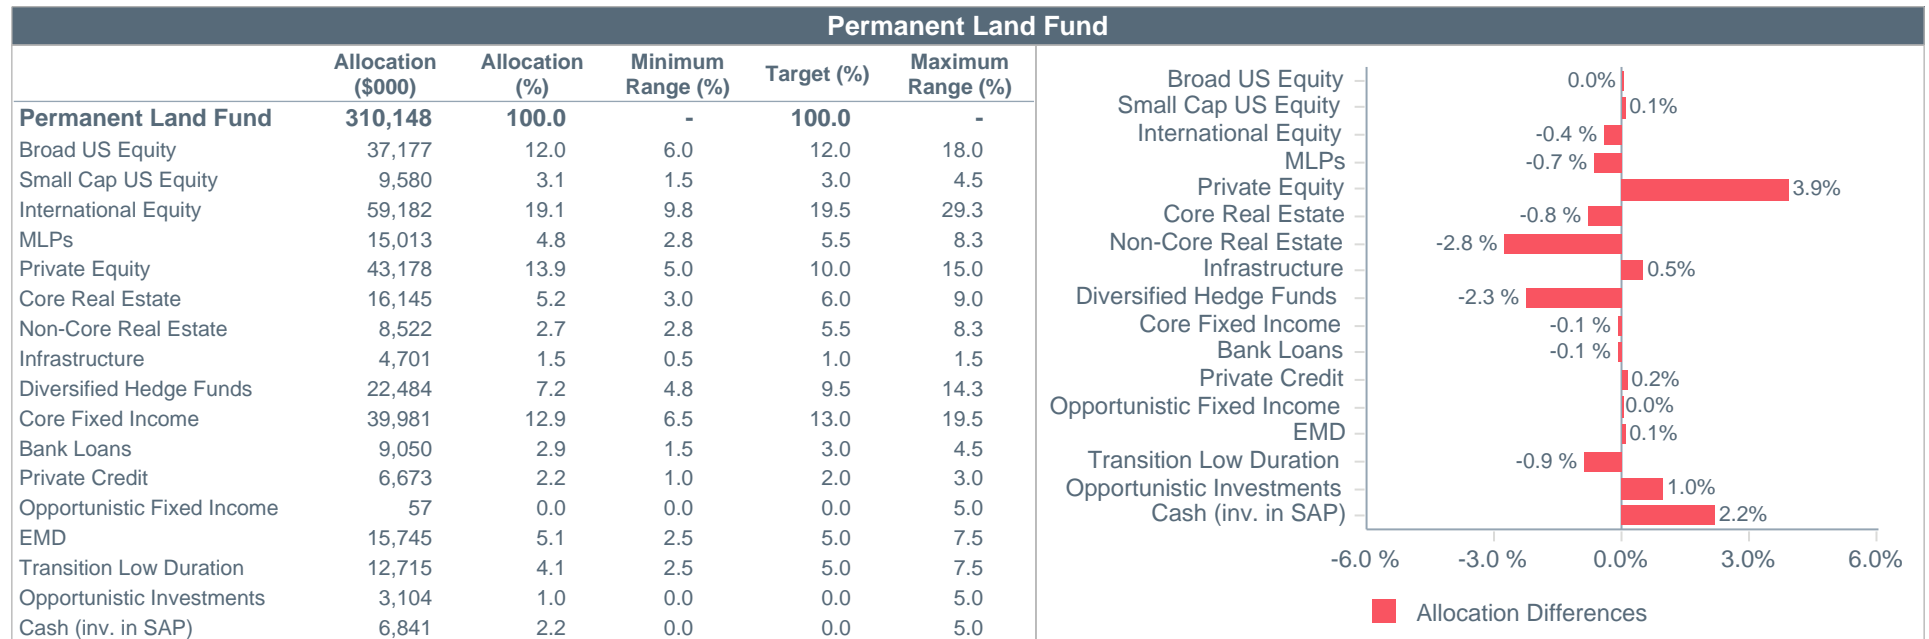 Permanent Land Fund
Allocation ($000) Allocation (%) Minimum Range (%) Target (%) Maximum Range (%)
Permanent Land Fund 310,148 100.0 - 100.0 -
Broad US Equity 37,177 12.0 6.0 12.0 18.0
Small Cap US Equity 9,580 3.1 1.5 3.0 4.5
International Equity 59,182 19.1 9.8 19.5 29.3
MLPs 15,013 4.8 2.8 5.5 8.3
Private Equity 43,178 13.9 5.0 10.0 15.0
Core Real Estate 16,145 5.2 3.0 6.0 9.0
Non-Core Real Estate 8,522 2.7 2.8 5.5 8.3
Infrastructure 4,701 1.5 0.5 1.0 1.5
Diversified Hedge Funds 22,484 7.2 4.8 9.5 14.3
Core Fixed Income 39,981 12.9 6.5 13.0 19.5
Bank Loans 9,050 2.9 1.5 3.0 4.5
Private Credit 6,673 2.2 1.0 2.0 3.0
Opportunistic Fixed Income 57 0.0 0.0 0.0 5.0
EMD 15,745 5.1 2.5 5.0 7.5
Transition Low Duration 12,715 4.1 2.5 5.0 7.5
Opportunistic Investments 3,104 1.0 0.0 0.0 5.0
Cash (inv. in SAP) 6,841 2.2 0.0 0.0 5.0
Broad US Equity 0.0%
Small Cap US Equity 0.1%
International Equity -0.4 %
MLPs -0.7 %
Private Equity 3.9%
Core Real Estate -0.8 %
Non-Core Real Estate -2.8 %
Infrastructure 0.5%
Diversified Hedge Funds -2.3 %
Core Fixed Income -0.1 %
Bank Loans -0.1 %
Private Credit 0.2%
Opportunistic Fixed Income 0.0%
EMD 0.1%
Transition Low Duration -0.9 %
Opportunistic Investments 1.0%
Cash (inv. in SAP) 2.2%
-6.0 % -3.0 % 0.0% 3.0% 6.0%
Allocation Differences